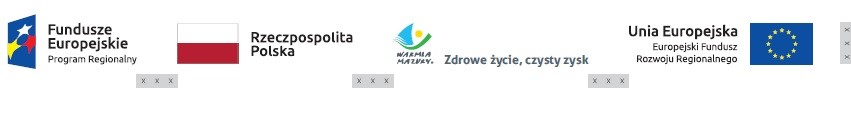 Fundusze
Europejskie
Program Regionalny
Rzeczpospolita
Polska
WARMIA
MAZURY.
Zdrowe życie, czysty zysk
Unia Europejska
Europejski Fundusz
Rozwoju Regionalnego
x x x
x x x
x x x
x
x
x